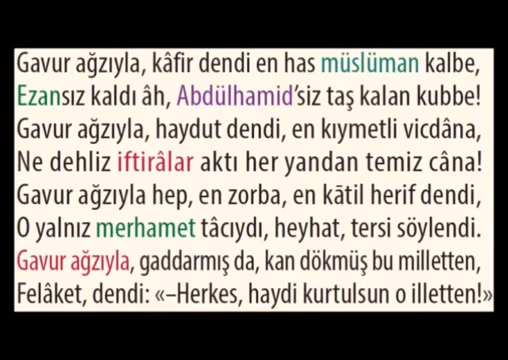 Gavur ağzıyla, kâfir dendi en has müslüman kalbe,
Ezansız kaldı âh, Abdülhamid’siz taş kalan kubbe!
Gavur ağzıyla, haydut dendi, en kıymetli vicdâna,
Ne dehliz iftirâlar aktı her yandan temiz câna!
Gavur ağzıyla hep, en zorba, en kātil herif dendi,
O yalnız merhamet tâcıydı, heyhat, tersi söylendi.
Gavur ağzıyla, gaddarmış da, kan dökmüş bu milletten,
Felâket, dendi: «–Herkes, haydi kurtulsun o illetten!»